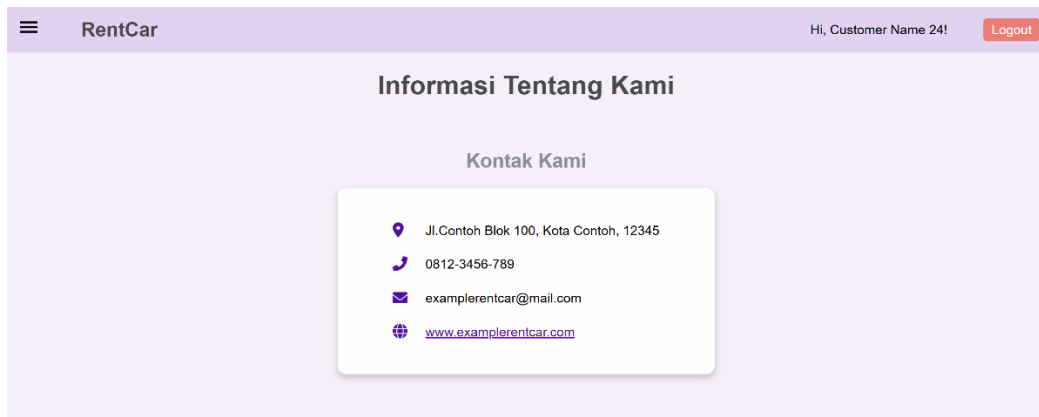 RentCar
Hi, Customer Name 24!
Logout
Informasi Tentang Kami
Kontak Kami
Jl.Contoh Blok 100, Kota Contoh, 12345
0812-3456-789
examplerentcar@mail.com
www.examplerentcar.com